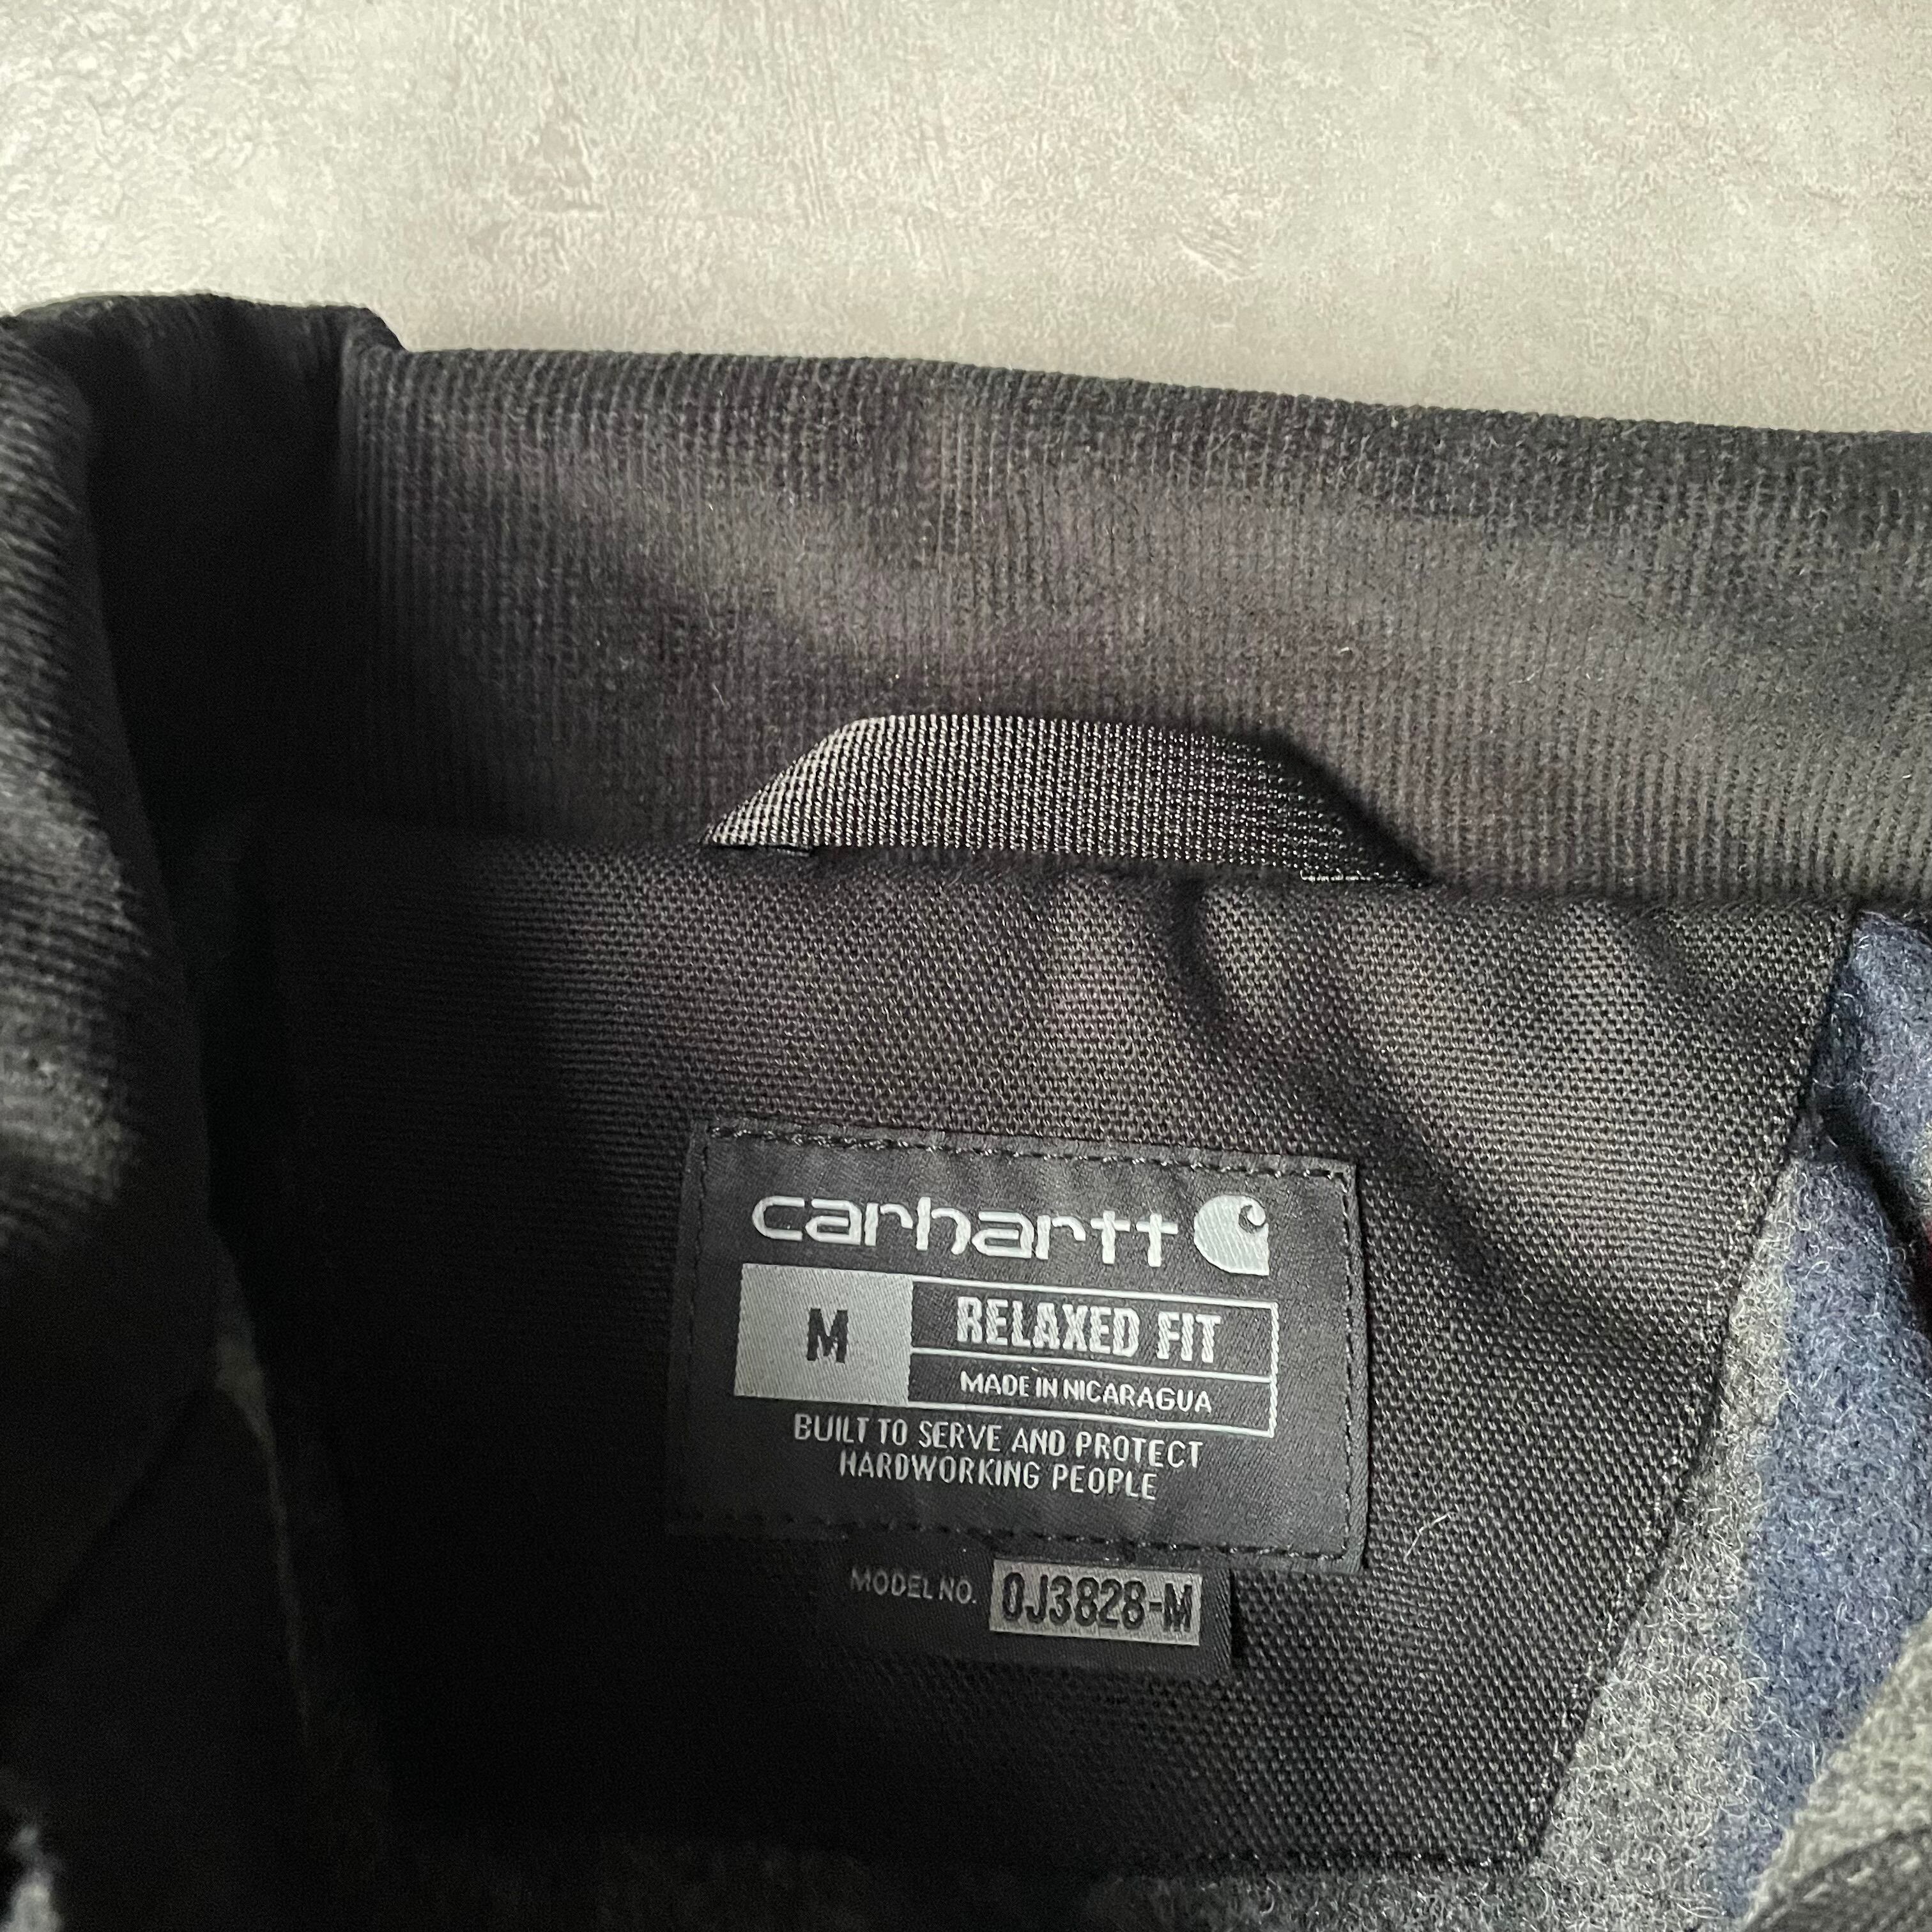 carhartt
M
RELAXED FIT
MADE IN NICARAGUA
BUILT TO SERVE AND PROTECT
HARDWORKING PEOPLE
MODEL NO. OJ3828-M